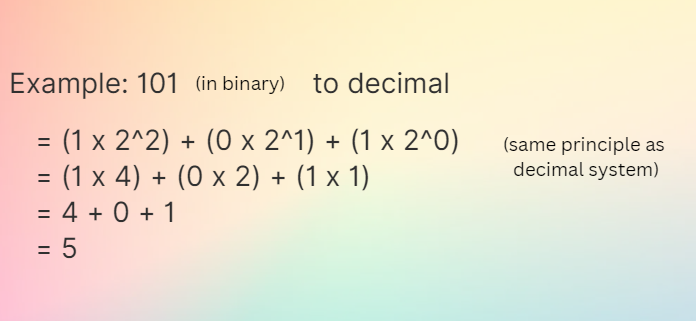 Example: 101 (in binary) to decimal
= (1 x 2^2) + (0 x 2^1) + (1 x 2^0)
(same principle as
decimal system)
= (1 x 4) + (0 x 2) + (1 x 1)
= 4 + 0 + 1
= 5